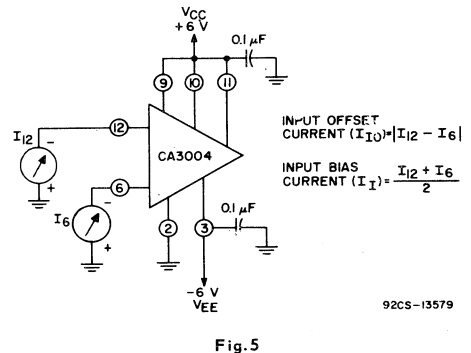 VCC
+6 V
0.1 µF
9
10
11
I12
-
12
+
CA3004
INPUT OFFSET
CURRENT (IIO)=|I12 - I6|
INPUT BIAS
CURRENT (II)= I12 + I6
2
I6
-
6
+
2
3
0.1 µF
-6 V
VEE
92CS-13579
Fig.5